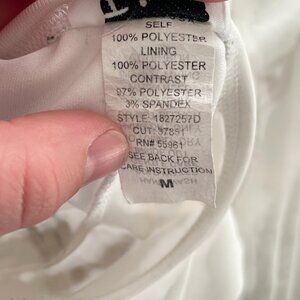 SELF
100% POLYESTER
LINING
100% POLYESTER
CONTRAST
97% POLYESTER
3% SPANDEX
STYLE: 1827257D
CUT: 37851
RN# 55961
SEE BACK FOR
CARE INSTRUCTION
M